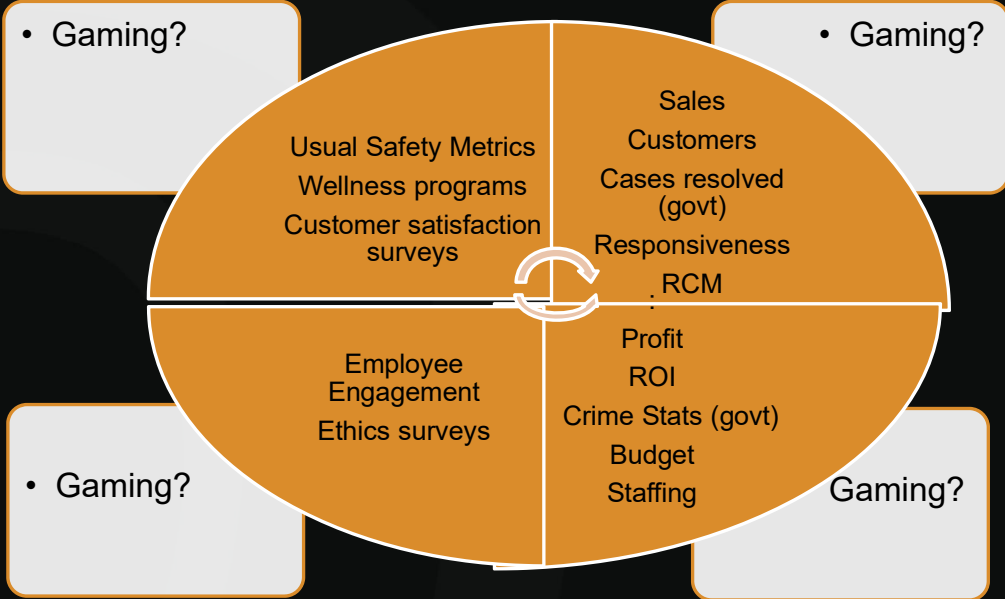 • Gaming?
• Gaming?
Usual Safety Metrics
Wellness programs
Customer satisfaction
surveys
Sales
Customers
Cases resolved
(govt)
Responsiveness
RCM
:
Employee
Engagement
Ethics surveys
Profit
ROI
Crime Stats (govt)
Budget
Staffing
• Gaming?
Gaming?